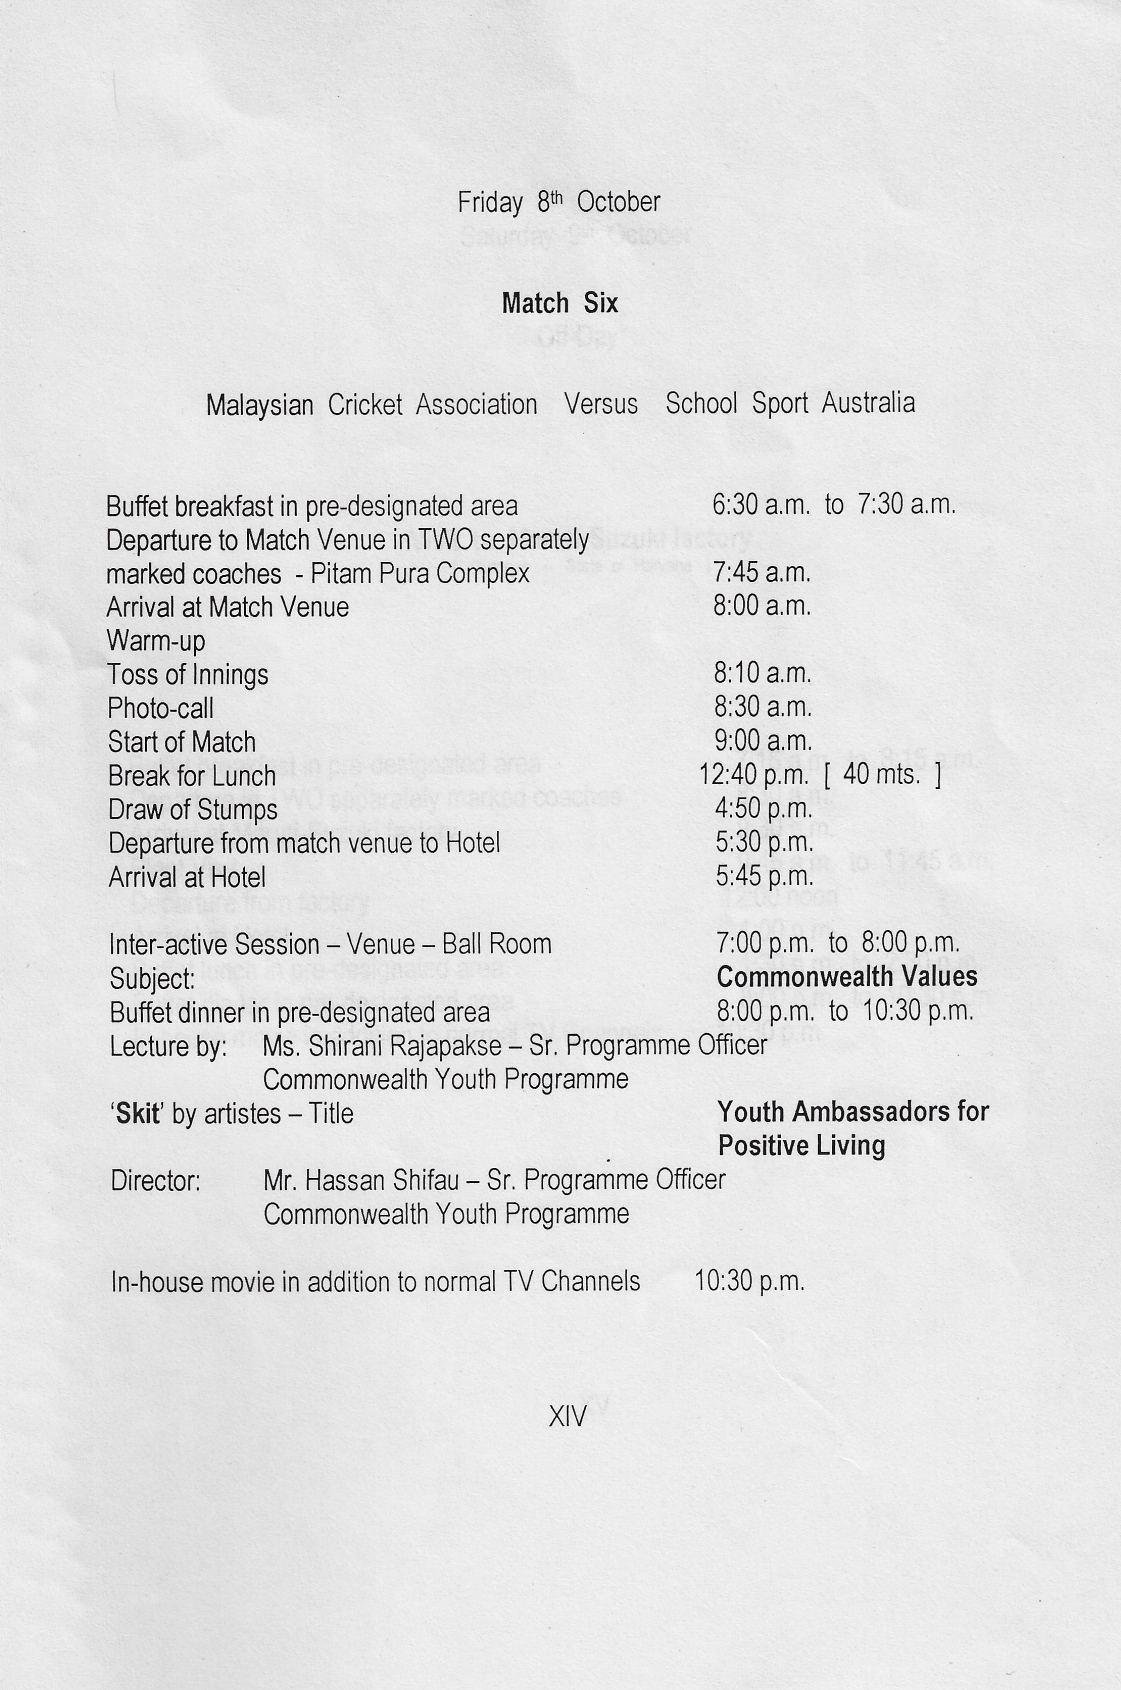 Friday 8th October
Match Six
Malaysian Cricket Association Versus School Sport Australia
Buffet breakfast in pre-designated area 6:30 a.m. to 7:30 a.m.
Departure to Match Venue in TWO separately
marked coaches - Pitam Pura Complex 7:45 a.m.
Arrival at Match Venue 8:00 a.m.
Warm-up
Toss of Innings 8:10 a.m.
Photo-call 8:30 a.m.
Start of Match 9:00 a.m.
Break for Lunch 12:40 p.m. [ 40 mts. ]
Draw of Stumps 4:50 p.m.
Departure from match venue to Hotel 5:30 p.m.
Arrival at Hotel 5:45 p.m.
Inter-active Session – Venue – Ball Room 7:00 p.m. to 8:00 p.m.
Subject: Commonwealth Values
Buffet dinner in pre-designated area 8:00 p.m. to 10:30 p.m.
Lecture by: Ms. Shirani Rajapakse – Sr. Programme Officer
Commonwealth Youth Programme
‘Skit’ by artistes – Title Youth Ambassadors for
Positive Living
Director: Mr. Hassan Shifau – Sr. Programme Officer
Commonwealth Youth Programme
In-house movie in addition to normal TV Channels 10:30 p.m.
XIV